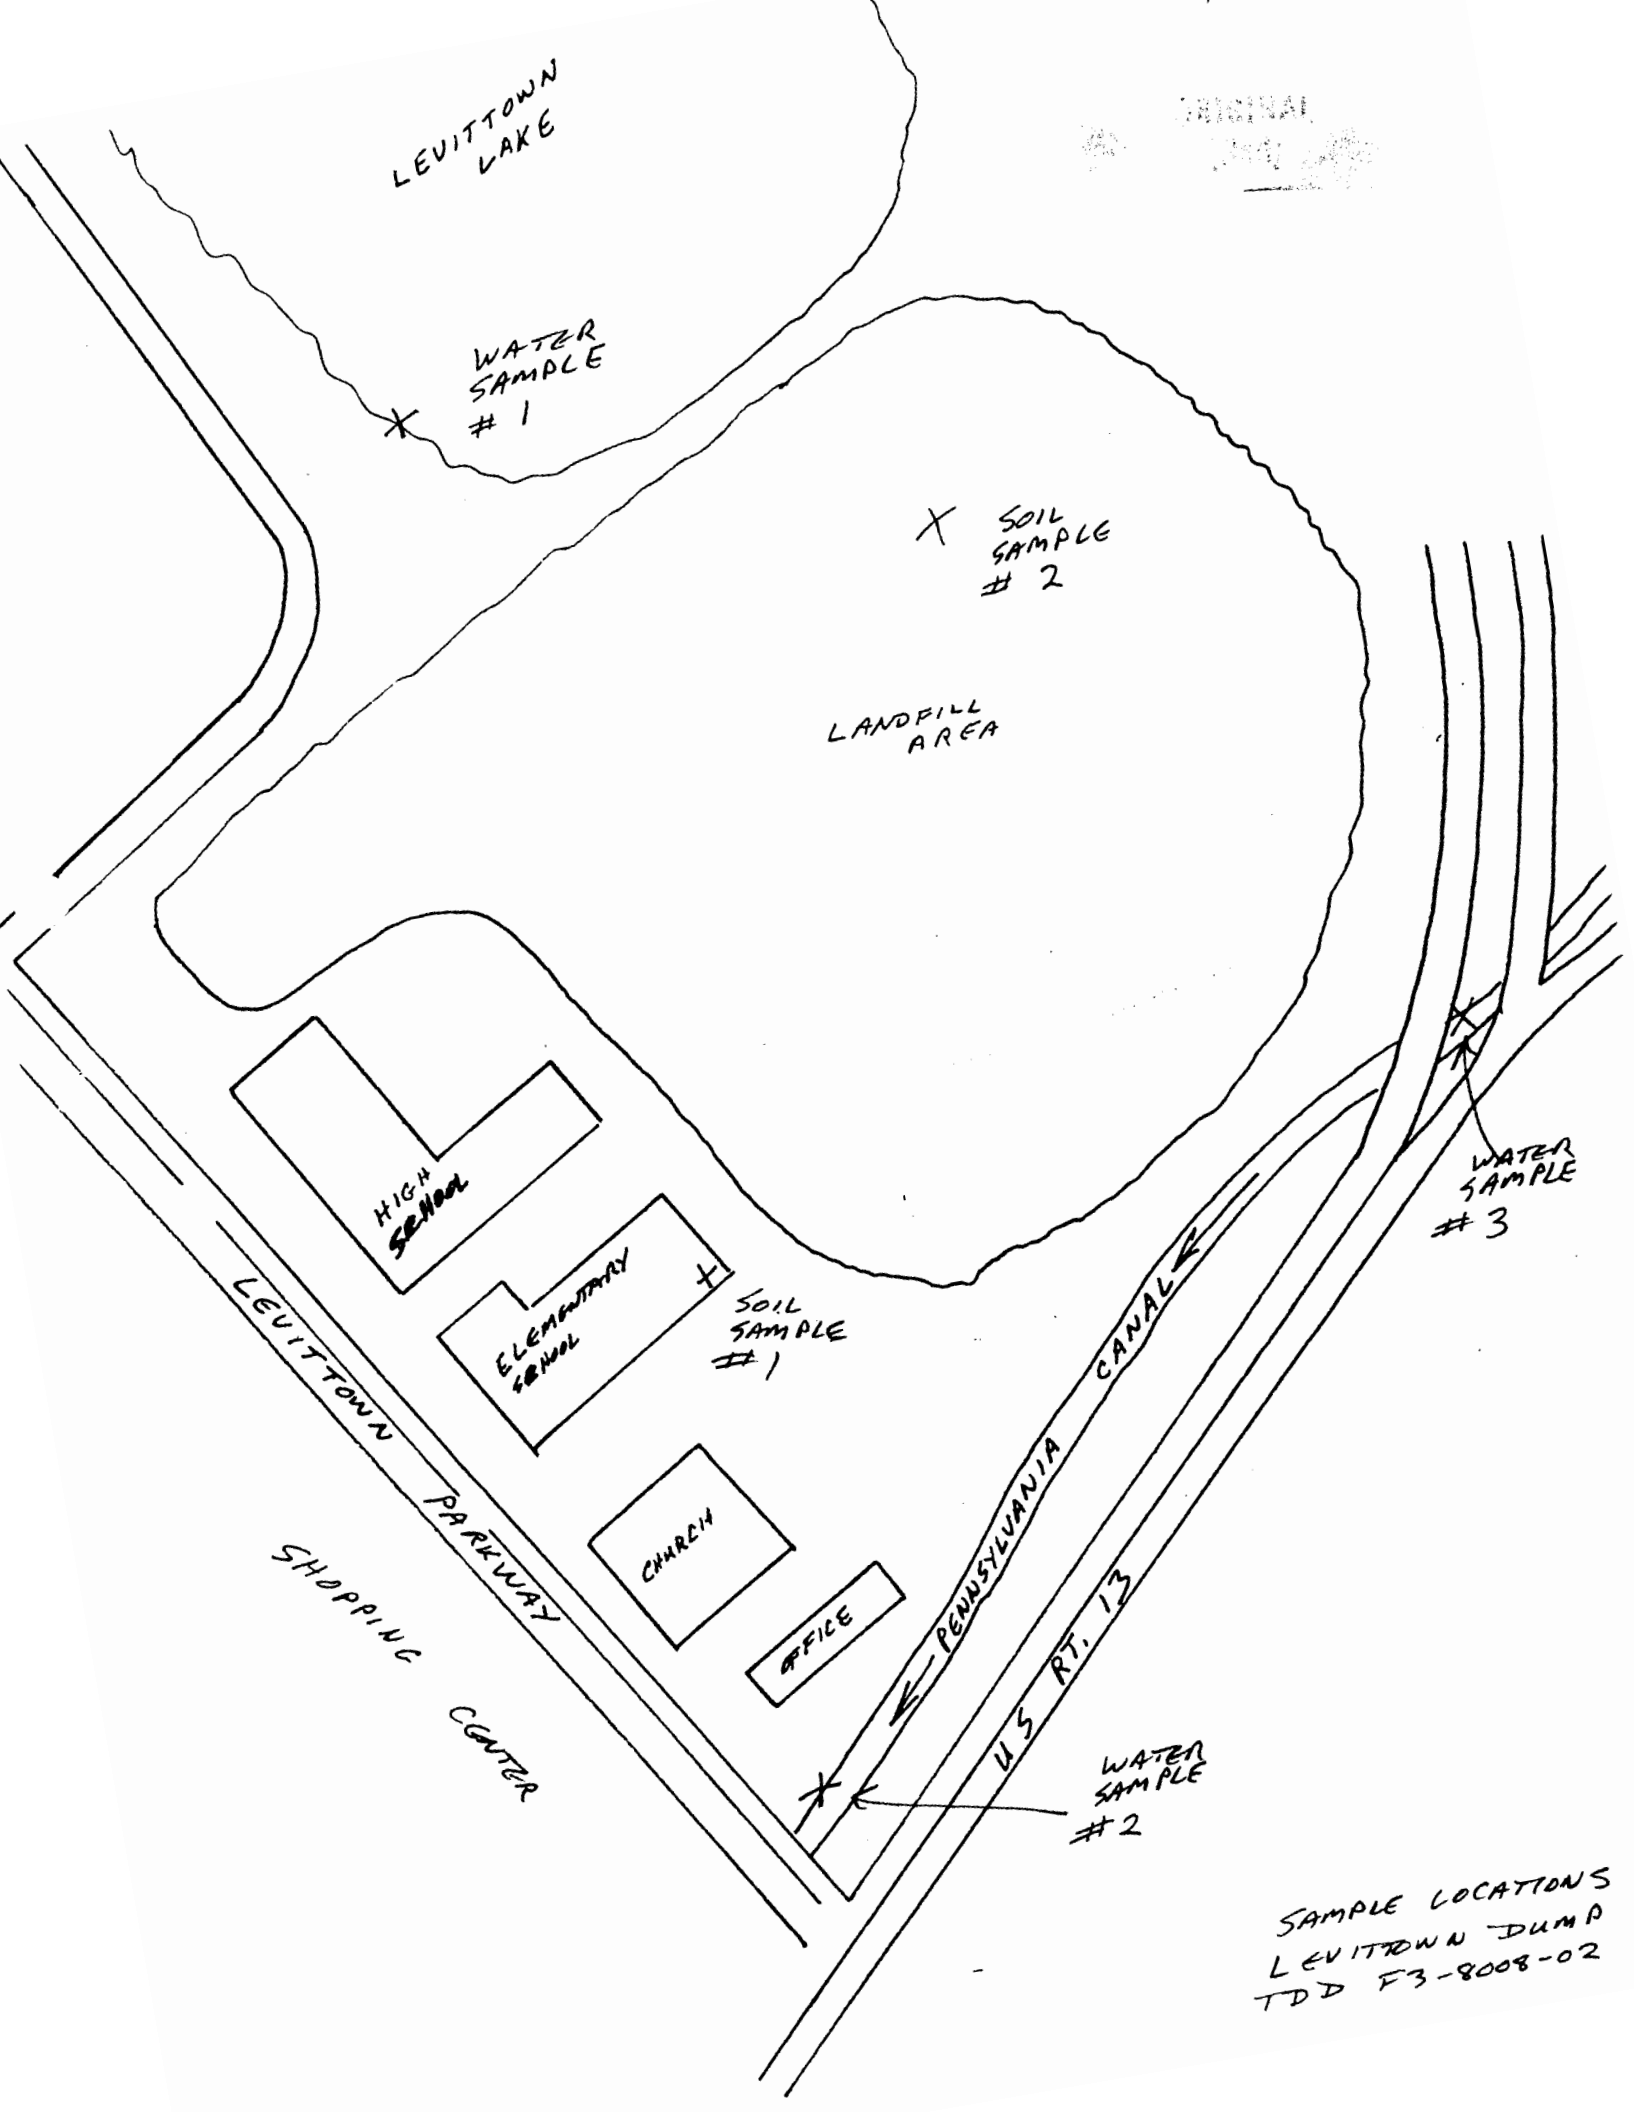 LEVITTOWN
LAKE
WATER
SAMPLE
# 1
SOIL
SAMPLE
# 2
LANDFILL
AREA
HIGH
SCHOOL
ELEMENTARY
SCHOOL
SOIL
SAMPLE
# 1
WATER
SAMPLE
# 3
LEVITTOWN PARKWAY
PENNSYLVANIA CANAL
CHURCH
OFFICE
US RT. 13
SHOPPING CENTER
WATER
SAMPLE
# 2
SAMPLE LOCATIONS
LEVITTOWN DUMP
TDD F3-8008-02